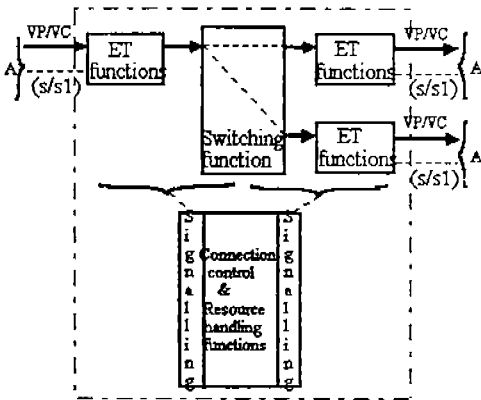 VP/VC
A
(s/s1)
ET
functions
Switching
function
ET
functions
VP/VC
A
(s/s1)
ET
functions
VP/VC
A
(s/s1)
Signalling
Connection
control
&
Resource
handling
functions
Signalling